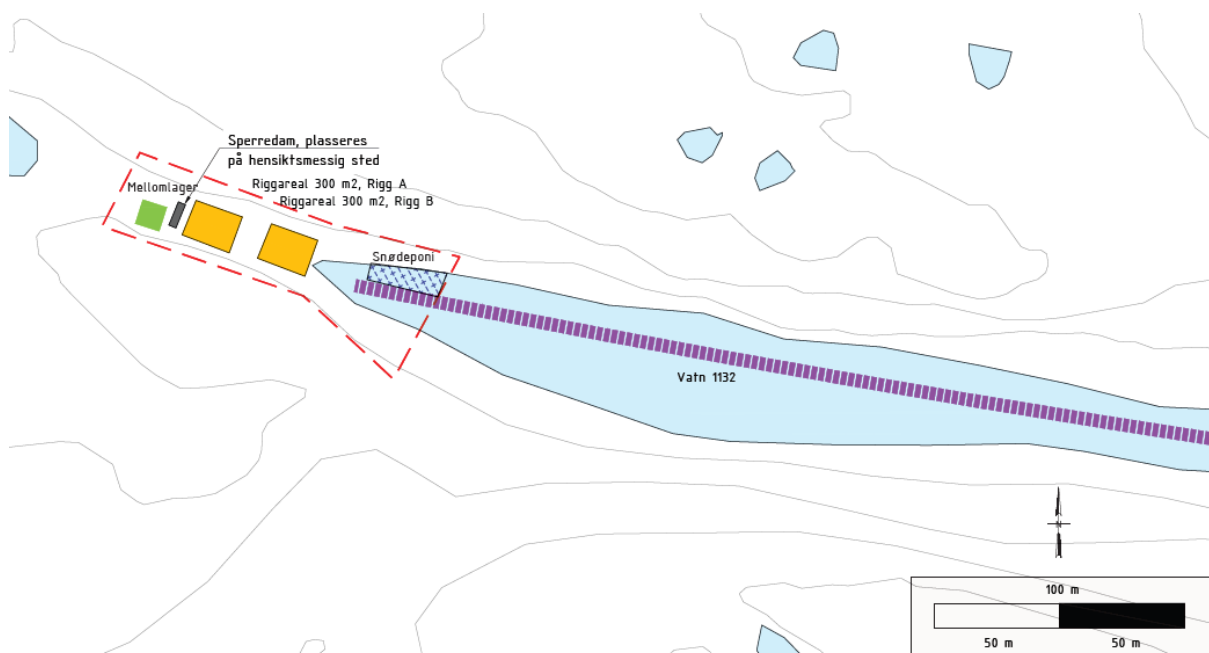 Sperredam, plasseres
på hensiktsmessig sted
Mellomlager
Riggareal 300 m2, Rigg A
Riggareal 300 m2, Rigg B
Snødeponi
Vatn 1132
N
100 m
50 m
50 m